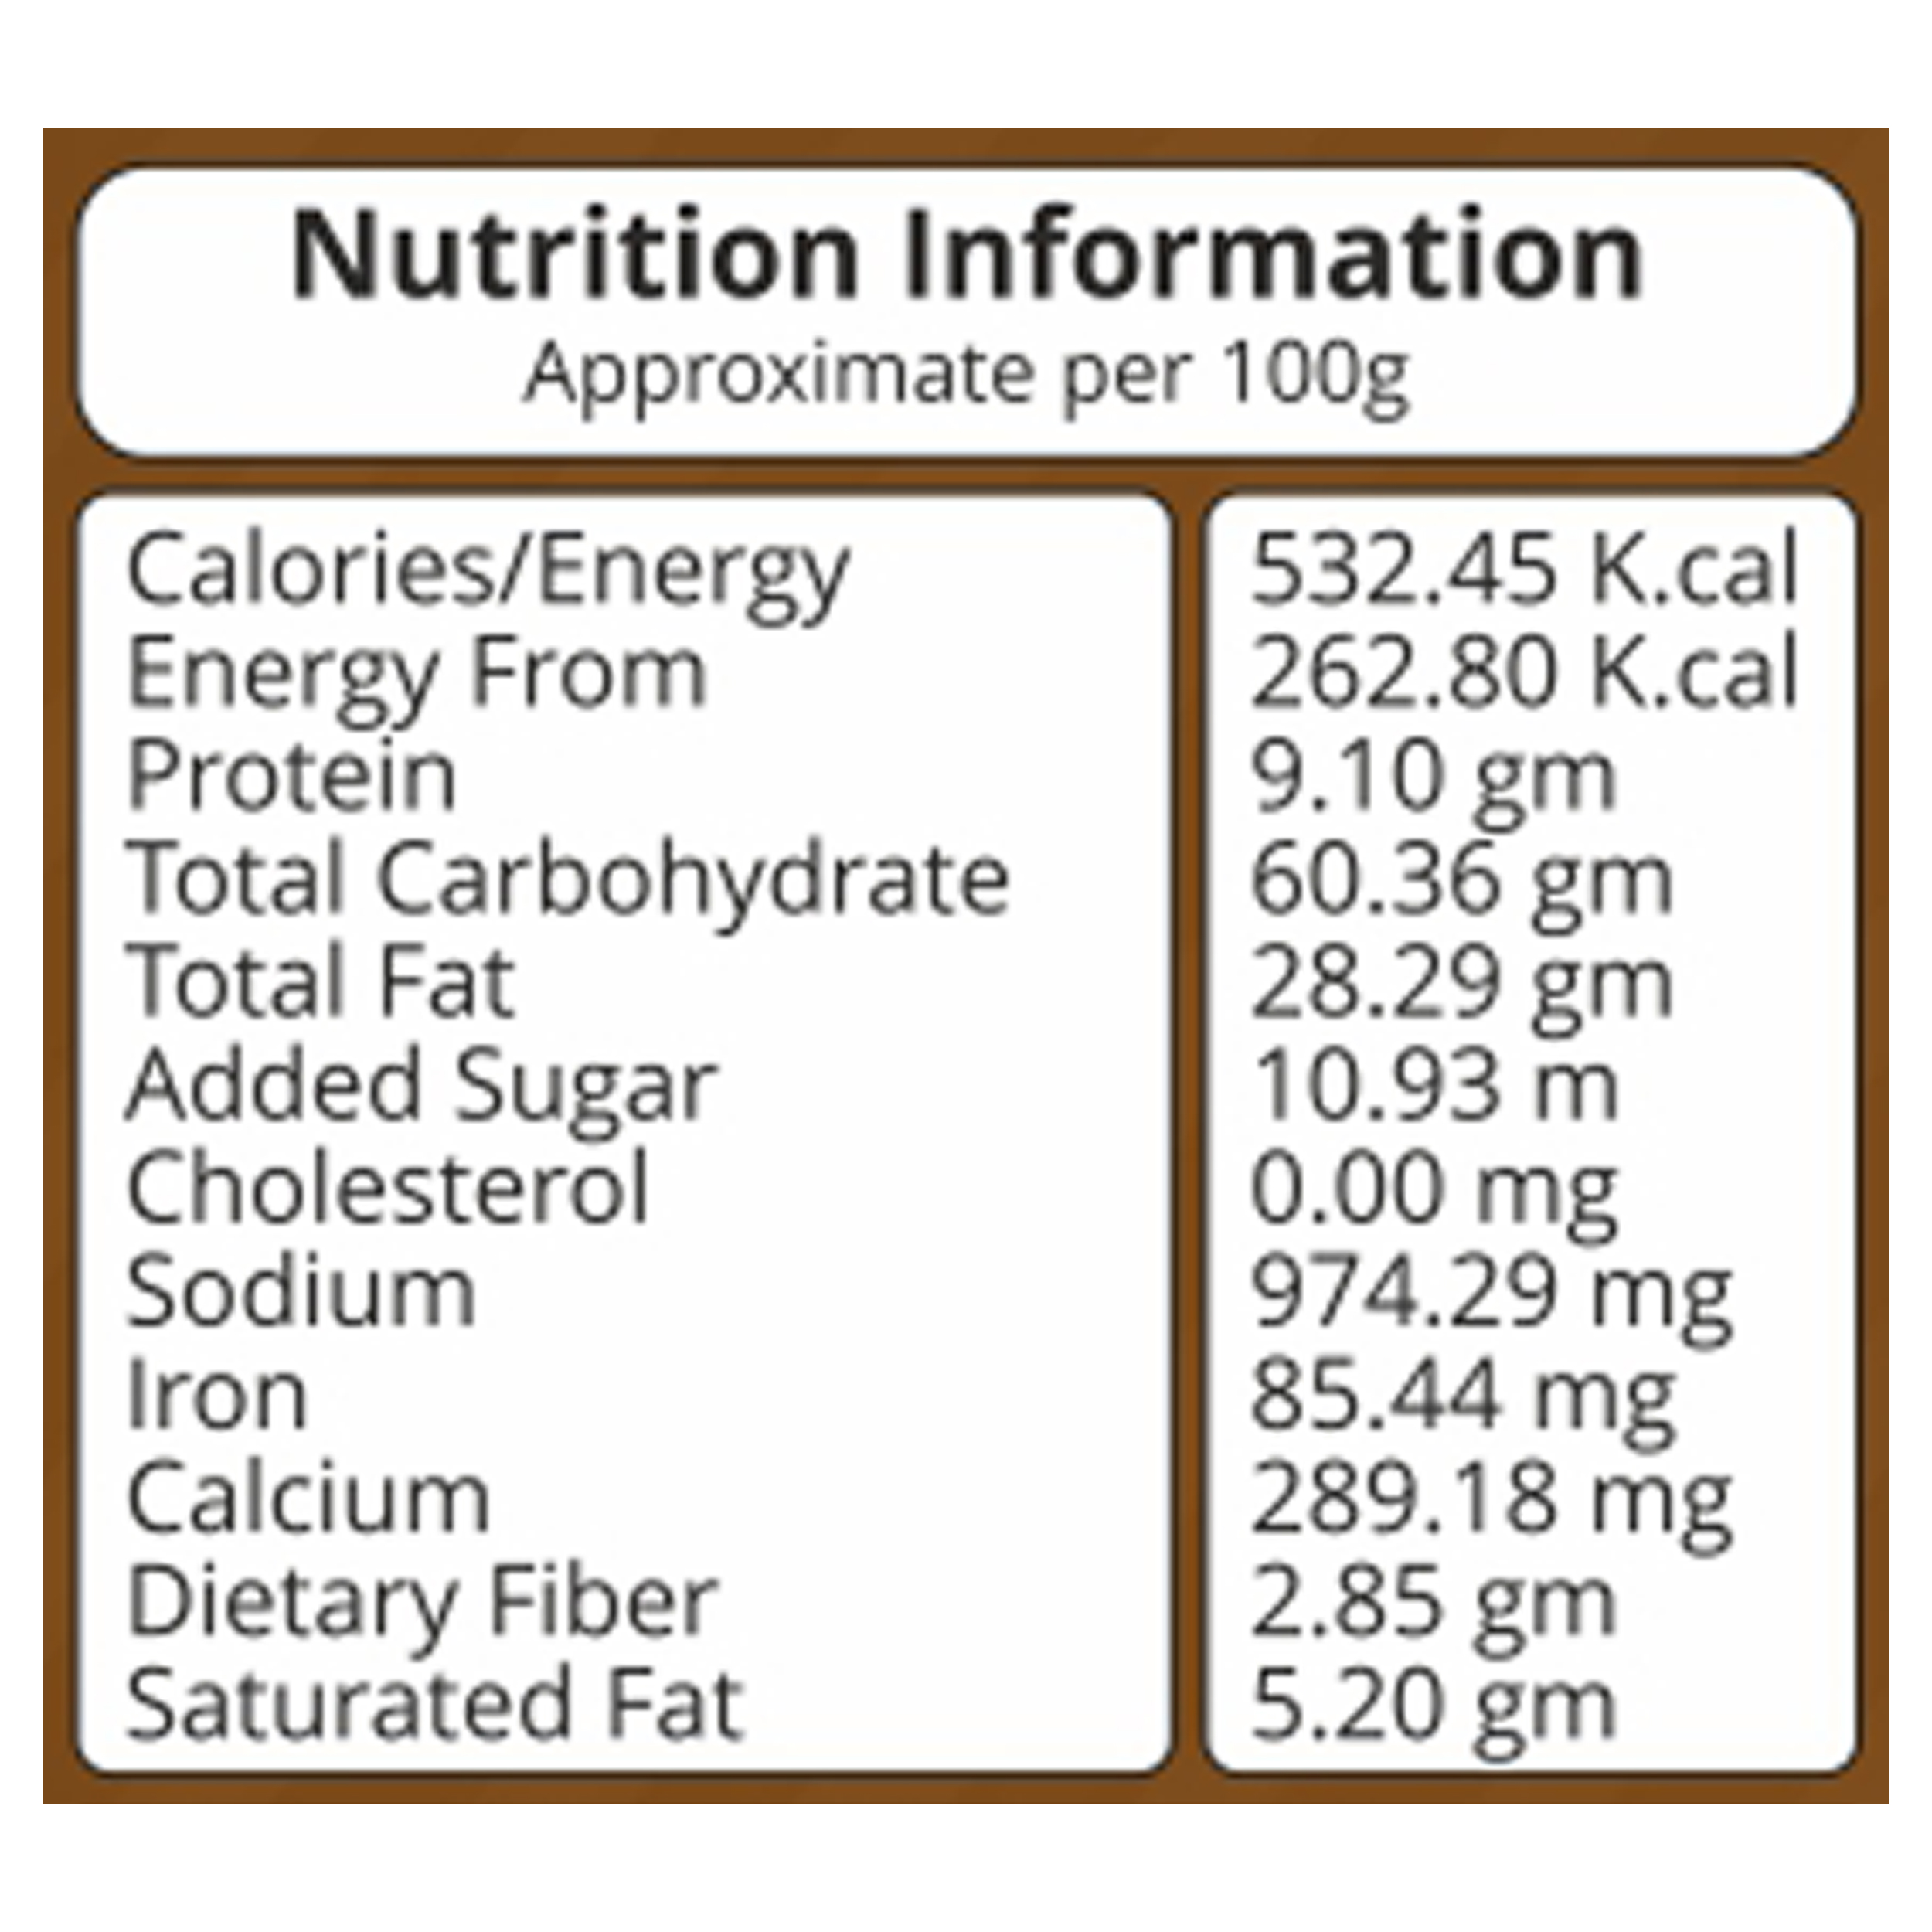 Nutrition Information
Approximate per 100g
Calories/Energy 532.45 K.cal
Energy From 262.80 K.cal
Protein 9.10 gm
Total Carbohydrate 60.36 gm
Total Fat 28.29 gm
Added Sugar 10.93 m
Cholesterol 0.00 mg
Sodium 974.29 mg
Iron 85.44 mg
Calcium 289.18 mg
Dietary Fiber 2.85 gm
Saturated Fat 5.20 gm